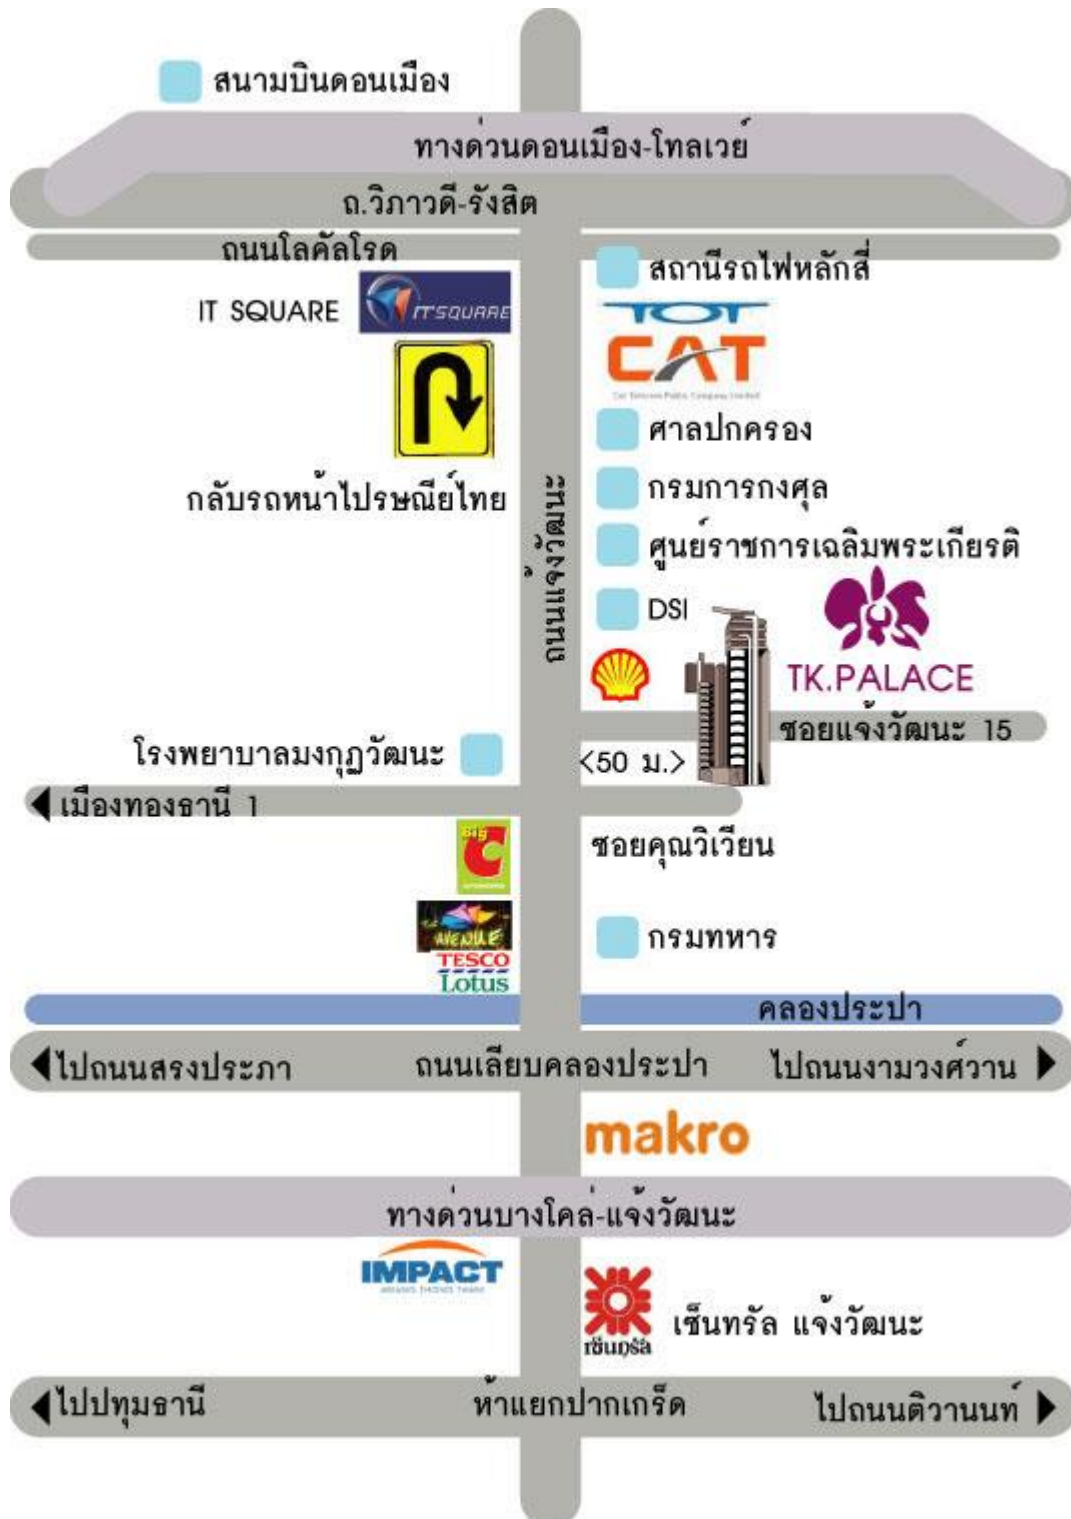 สนามบินดอนเมือง
ทางด่วนดอนเมือง-โทลเวย์
ถ.วิภาวดี-รังสิต
ถนนโลคัลโรด
สถานีรถไฟหลักสี่
IT SQUARE
ITSQUARE
TOT
CAT
Cat Telecom Public Company Limited
ศาลปกครอง
กรมการกงศุล
กลับรถหน้าไปรษณีย์ไทย
ถนนแจ้งวัฒนะ
ศูนย์ราชการเฉลิมพระเกียรติ
DSI
TK.PALACE
ซอยแจ้งวัฒนะ 15
โรงพยาบาลมงกุฎวัฒนะ
<50 ม.>
เมืองทองธานี 1
Big C
ซอยคุณวิเวียน
AVENUE
กรมทหาร
TESCO
Lotus
คลองประปา
ไปถนนสรงประภา
ถนนเลียบคลองประปา
ไปถนนงามวงศ์วาน
makro
ทางด่วนบางโคล่-แจ้งวัฒนะ
IMPACT
เซ็นทรัล แจ้งวัฒนะ
เซ็นทรัล
ไปปทุมธานี
ห้าแยกปากเกร็ด
ไปถนนติวานนท์